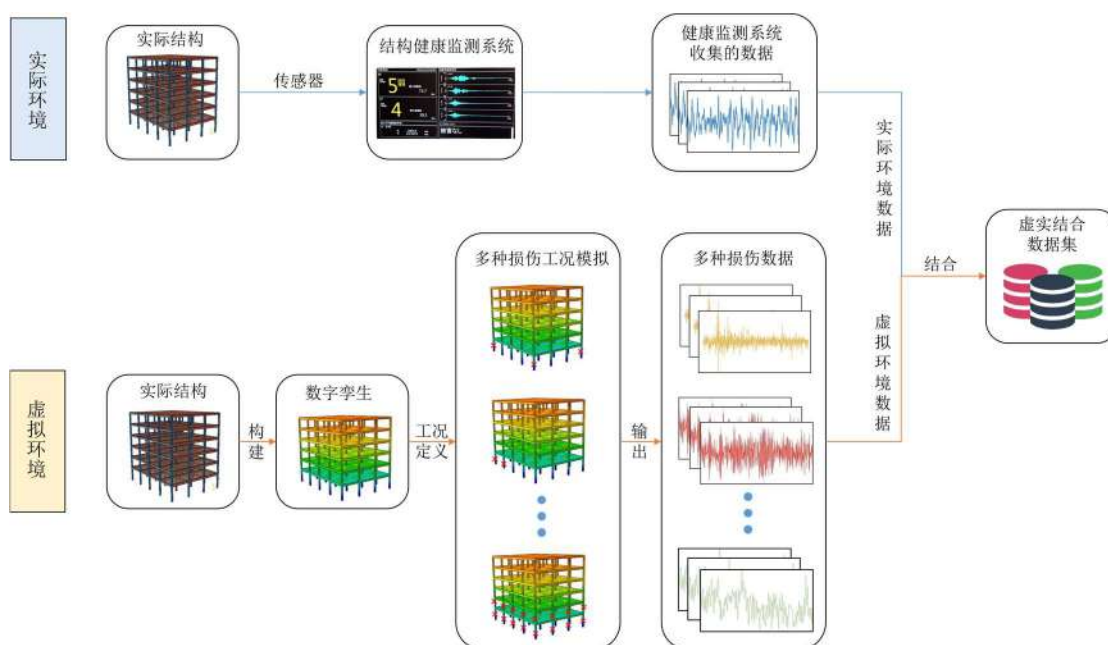 实际环境
实际结构
传感器
结构健康监测系统
5弱
4
健康监测系统
收集的数据
实际环境数据
虚拟环境数据
结合
虚实结合
数据集
虚拟环境
实际结构
构建
数字孪生
工况
定义
多种损伤工况模拟
输出
多种损伤数据